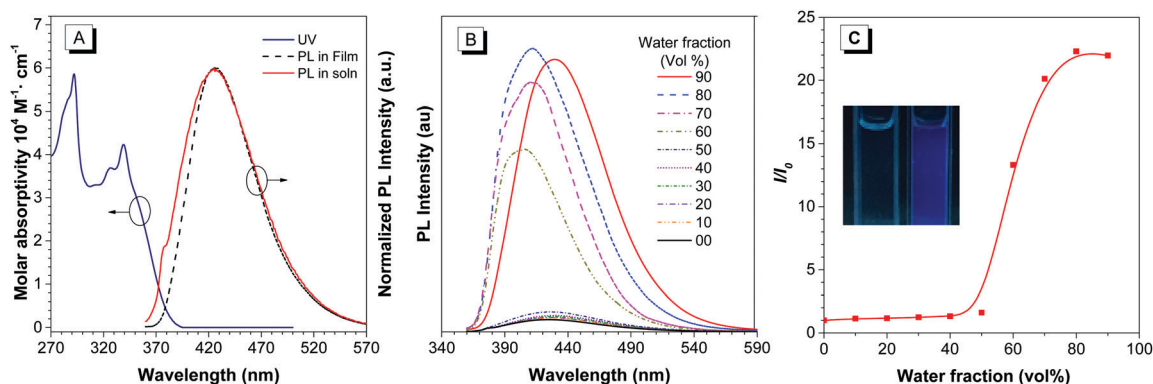 A
UV
PL in Film
PL in soln
Molar absorptivity 10⁴ M⁻¹· cm⁻¹
6
5
4
3
2
1
0
270 320 360 420 470 520 570
Wavelength (nm)
Normalized PL Intensity (a.u.)
B
Water fraction
(Vol %)
90
80
70
60
50
40
30
20
10
00
PL Intensity (au)
340 390 440 490 540 590
Wavelength (nm)
C
I/I₀
25
20
15
10
5
0
0 20 40 60 80 100
Water fraction (vol%)